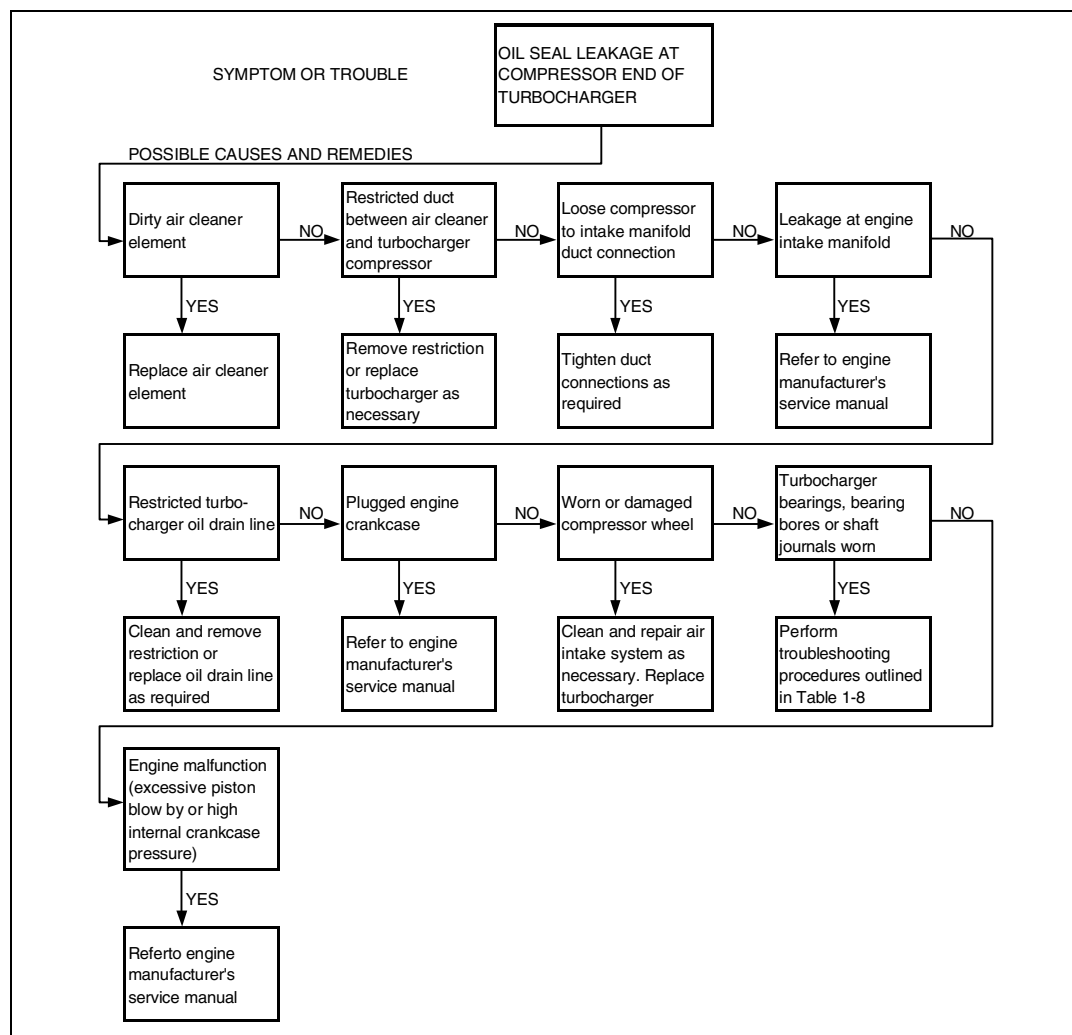 SYMPTOM OR TROUBLE
OIL SEAL LEAKAGE AT
COMPRESSOR END OF
TURBOCHARGER
POSSIBLE CAUSES AND REMEDIES
Dirty air cleaner
element
NO
Restricted duct
between air cleaner
and turbocharger
compressor
NO
Loose compressor
to intake manifold
duct connection
NO
Leakage at engine
intake manifold
NO
YES
YES
YES
YES
Replace air cleaner
element
Remove restriction
or replace
turbocharger as
necessary
Tighten duct
connections as
required
Refer to engine
manufacturer's
service manual
Restricted turbo-
charger oil drain line
NO
Plugged engine
crankcase
NO
Worn or damaged
compressor wheel
NO
Turbocharger
bearings, bearing
bores or shaft
journals worn
NO
YES
YES
YES
YES
Clean and remove
restriction or
replace oil drain line
as required
Refer to engine
manufacturer's
service manual
Clean and repair air
intake system as
necessary. Replace
turbocharger
Perform
troubleshooting
procedures outlined
in Table 1-8
Engine malfunction
(excessive piston
blow by or high
internal crankcase
pressure)
YES
Referto engine
manufacturer's
service manual